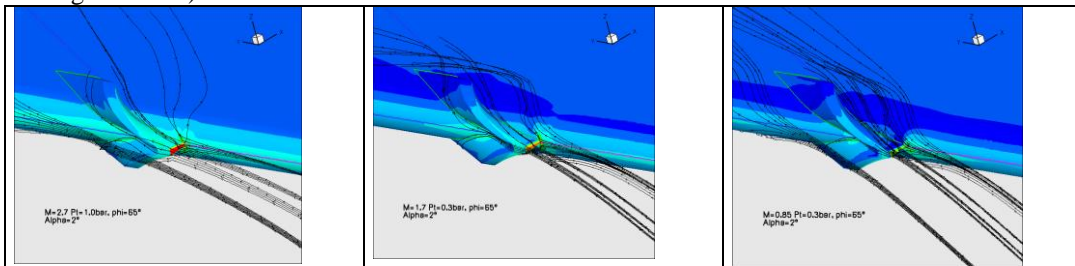 M=2.7 Pt=1.0bar, phi=65°
Alpha=2°
M=1.7 Pt=0.3bar, phi=65°
Alpha=2°
M=0.85 Pt=0.3bar, phi=65°
Alpha=2°